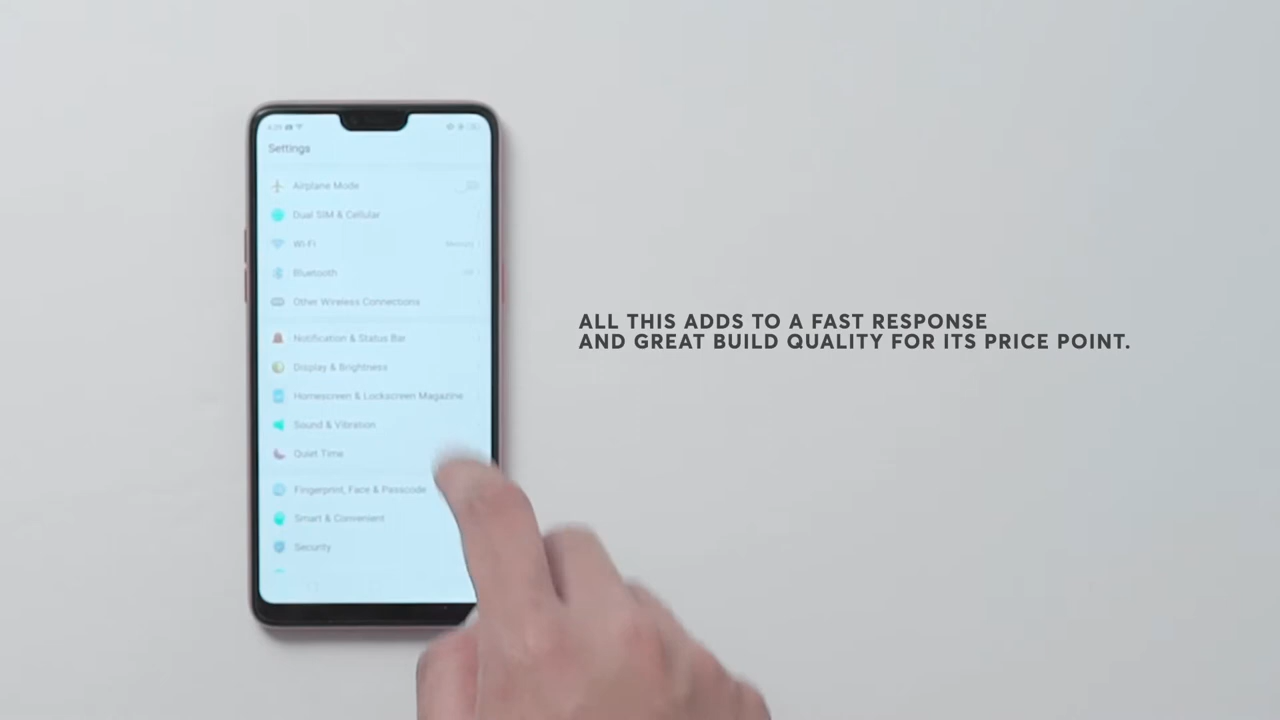 Settings
Airplane Mode
Dual SIM & Cellular
Wi-Fi
Bluetooth
Other Wireless Connections
Notification & Status Bar
Display & Brightness
Homescreen & Lockscreen Magazine
Sound & Vibration
Quiet Time
Fingerprint, Face & Passcode
Smart & Convenient
Security
ALL THIS ADDS TO A FAST RESPONSE
AND GREAT BUILD QUALITY FOR ITS PRICE POINT.